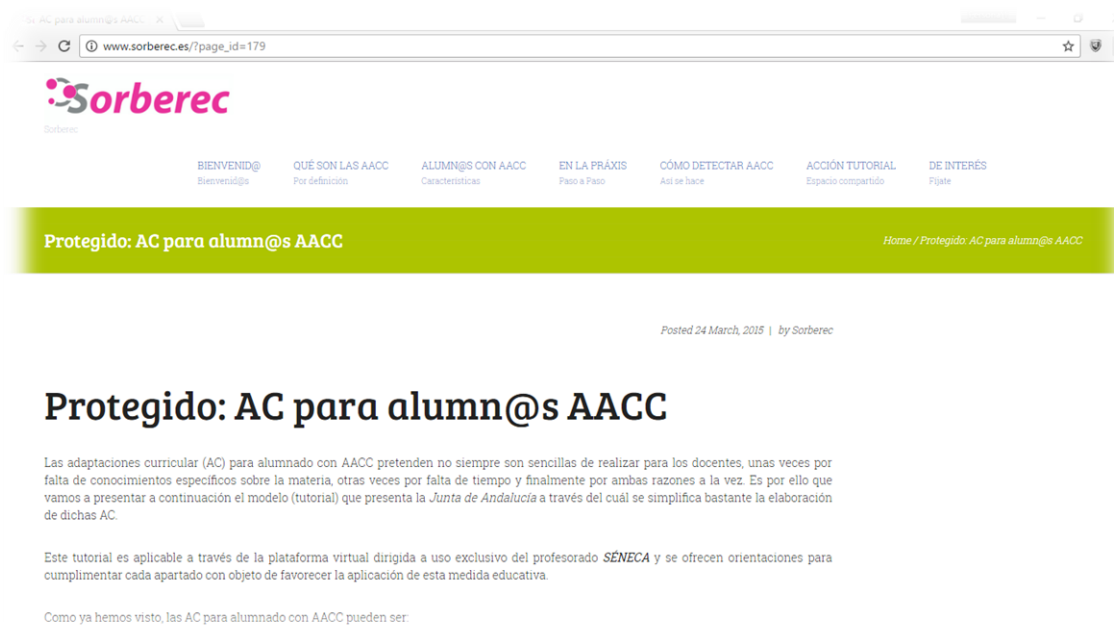 AC para alumn@s AACC
www.sorberec.es/?page_id=179
Sorberec
Sorberec
BIENVENID@ QUÉ SON LAS AACC ALUMN@S CON AACC EN LA PRÁXIS CÓMO DETECTAR AACC ACCIÓN TUTORIAL DE INTERÉS
Bienvenid@s Por definición Características Paso a Paso Así se hace Espacio compartido Fíjate
Protegido: AC para alumn@s AACC
Home / Protegido: AC para alumn@s AACC
Posted 24 March, 2015 | by Sorberec
Protegido: AC para alumn@s AACC
Las adaptaciones curricular (AC) para alumnado con AACC pretenden no siempre son sencillas de realizar para los docentes, unas veces por
falta de conocimientos específicos sobre la materia, otras veces por falta de tiempo y finalmente por ambas razones a la vez. Es por ello que
vamos a presentar a continuación el modelo (tutorial) que presenta la Junta de Andalucía a través del cuál se simplifica bastante la elaboración
de dichas AC.
Este tutorial es aplicable a través de la plataforma virtual dirigida a uso exclusivo del profesorado SÉNECA y se ofrecen orientaciones para
cumplimentar cada apartado con objeto de favorecer la aplicación de esta medida educativa.
Como ya hemos visto, las AC para alumnado con AACC pueden ser: